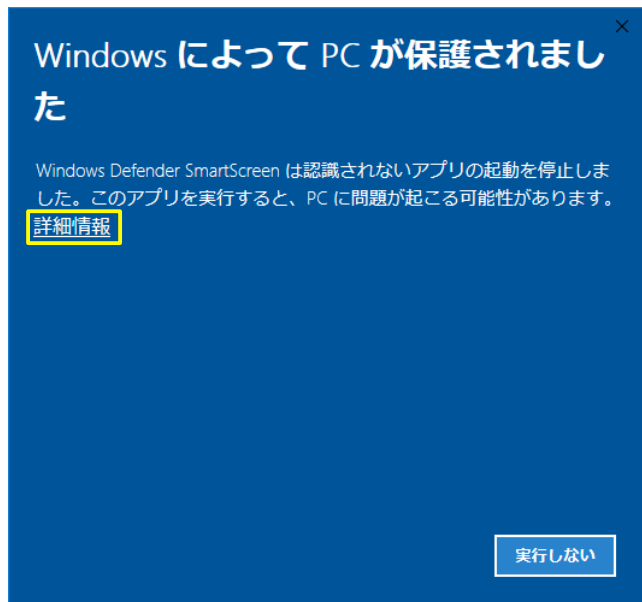 Windows によって PC が保護されまし
た
Windows Defender SmartScreen は認識されないアプリの起動を停止しま
した。このアプリを実行すると、PC に問題が起こる可能性があります。
詳細情報
実行しない